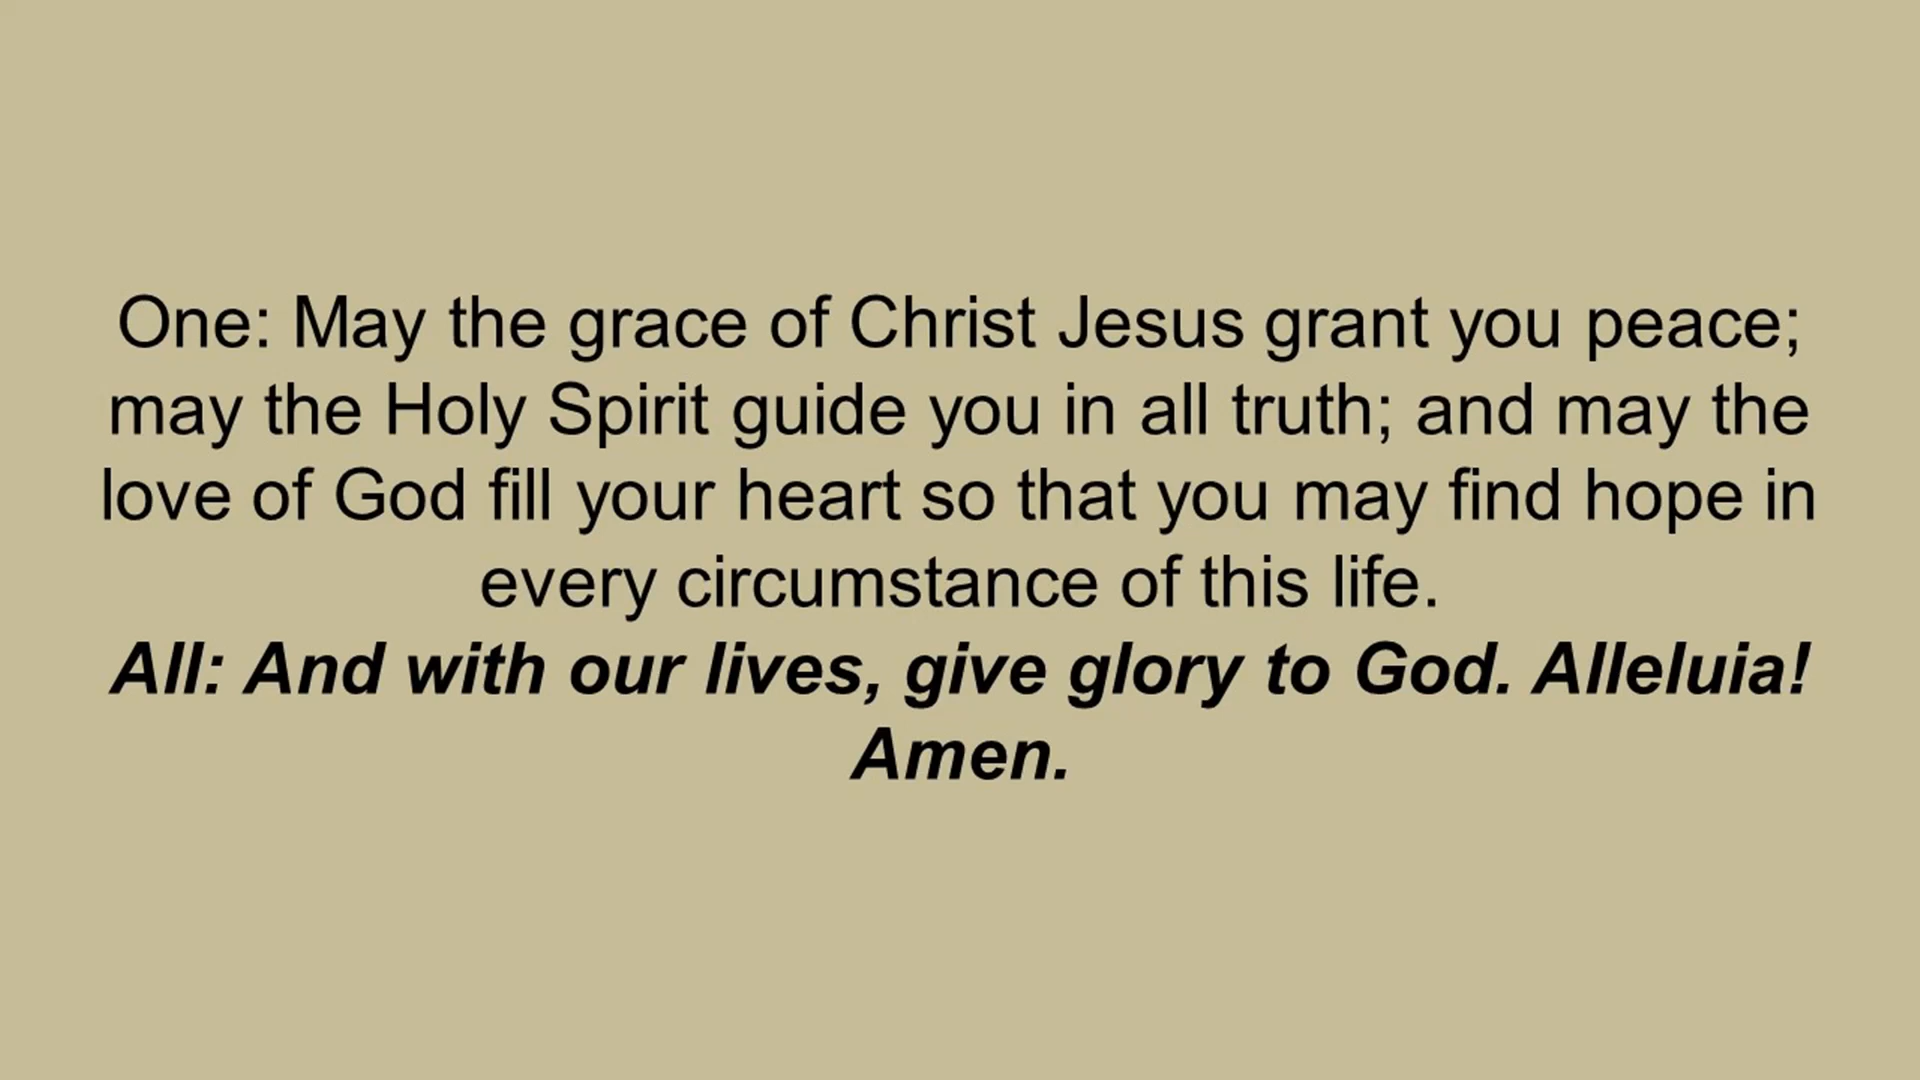 One: May the grace of Christ Jesus grant you peace;
may the Holy Spirit guide you in all truth; and may the
love of God fill your heart so that you may find hope in
every circumstance of this life.
All: And with our lives, give glory to God. Alleluia!
Amen.